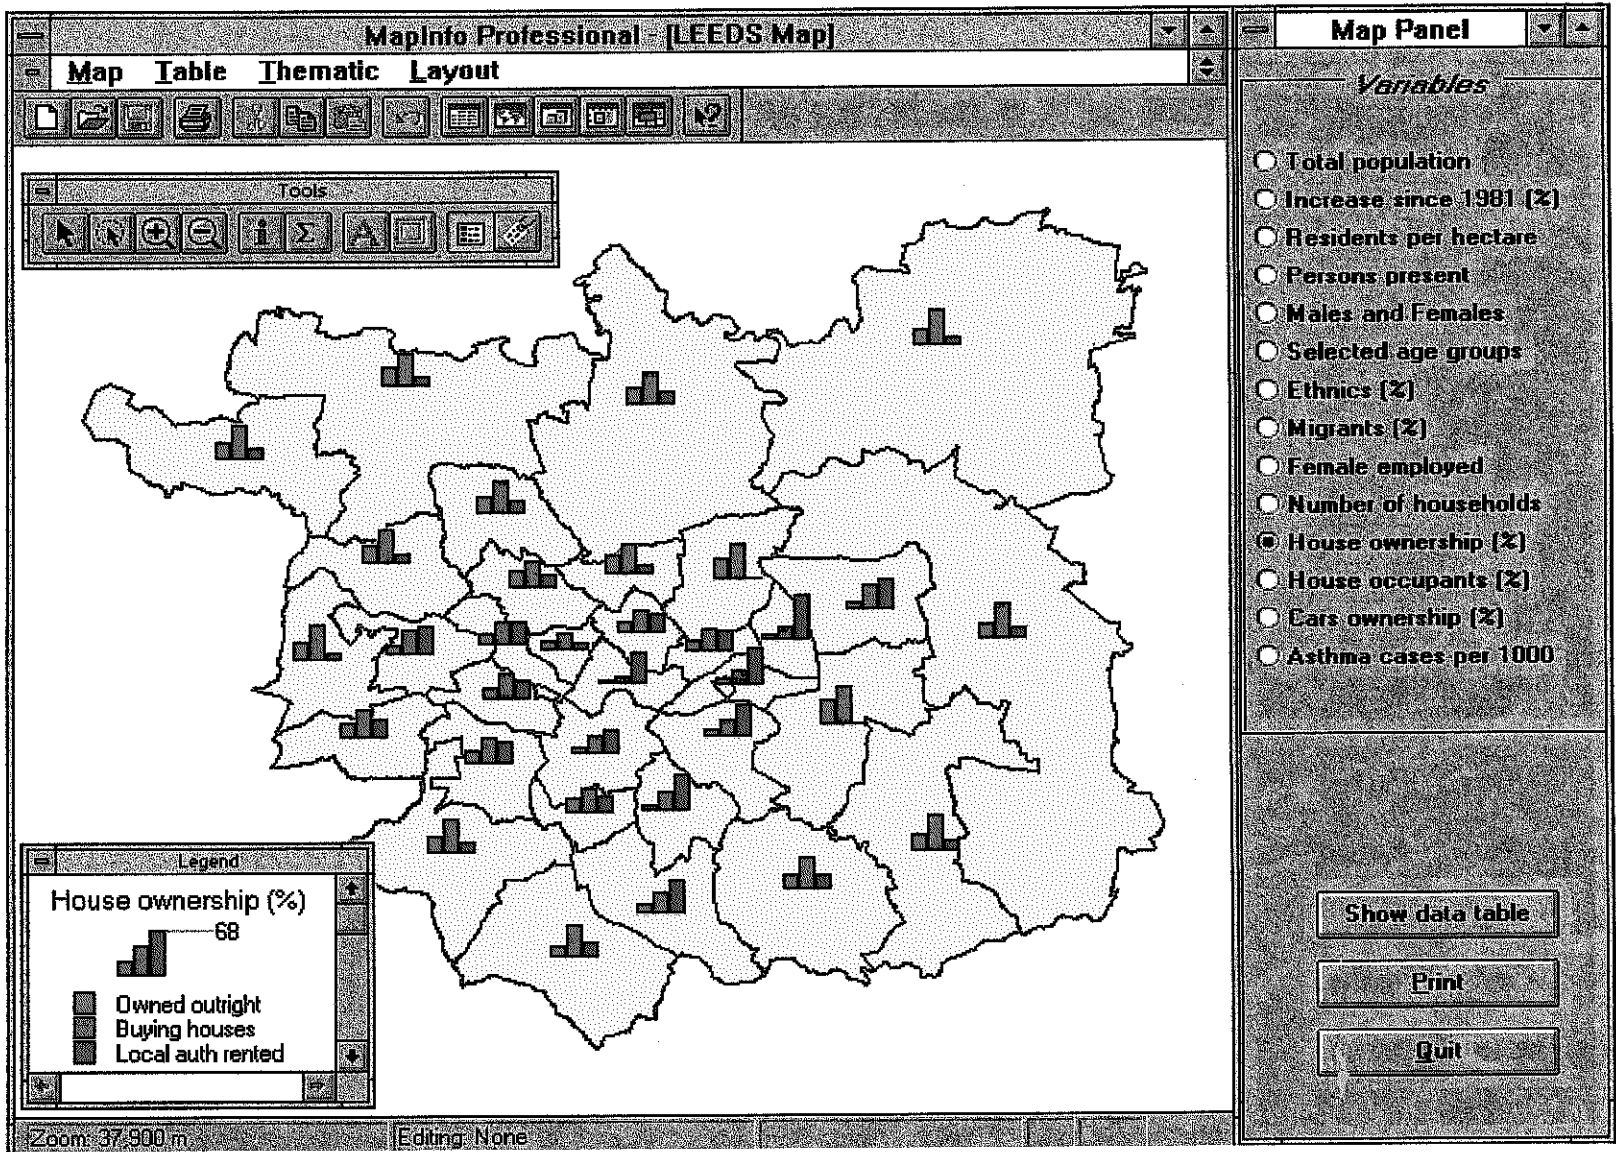 MapInfo Professional - [LEEDS Map]
Map Table Thematic Layout
Tools
Legend
House ownership (%)
68
Owned outright
Buying houses
Local auth rented
Zoom: 37,900 m
Editing: None
Map Panel
Variables
Total population
Increase since 1981 (%)
Residents per hectare
Persons present
Males and Females
Selected age groups
Ethnics (%)
Migrants (%)
Female employed
Number of households
House ownership (%)
House occupants (%)
Cars ownership (%)
Asthma cases per 1000
Show data table
Print
Quit